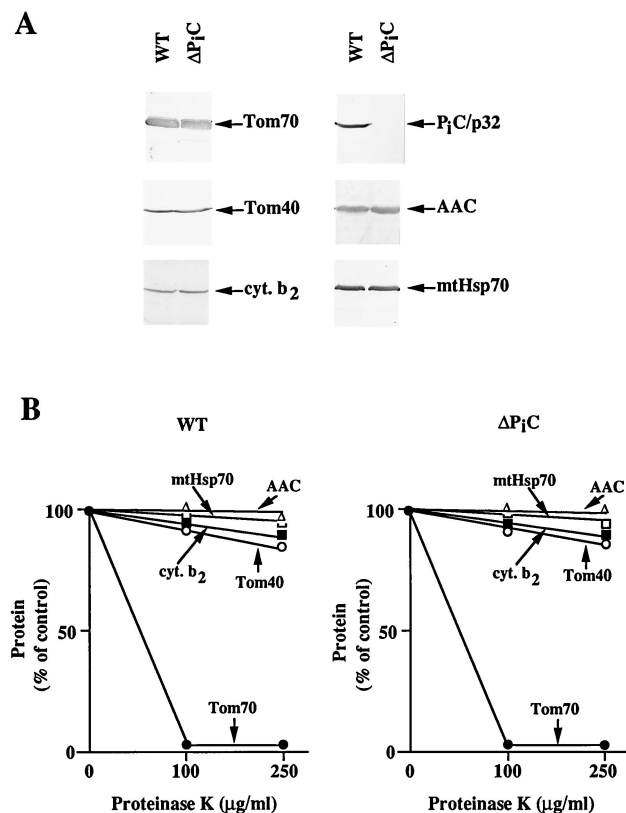 A
WT
ΔPiC
WT
ΔPiC
Tom70
PiC/p32
Tom40
AAC
cyt. b2
mtHsp70
B
WT
ΔPiC
mtHsp70
AAC
100
cyt. b2
Tom40
Protein
(% of control)
50
Tom70
0
0
100
250
Proteinase K (µg/ml)
mtHsp70
AAC
100
cyt. b2
Tom40
Protein
(% of control)
50
Tom70
0
0
100
250
Proteinase K (µg/ml)